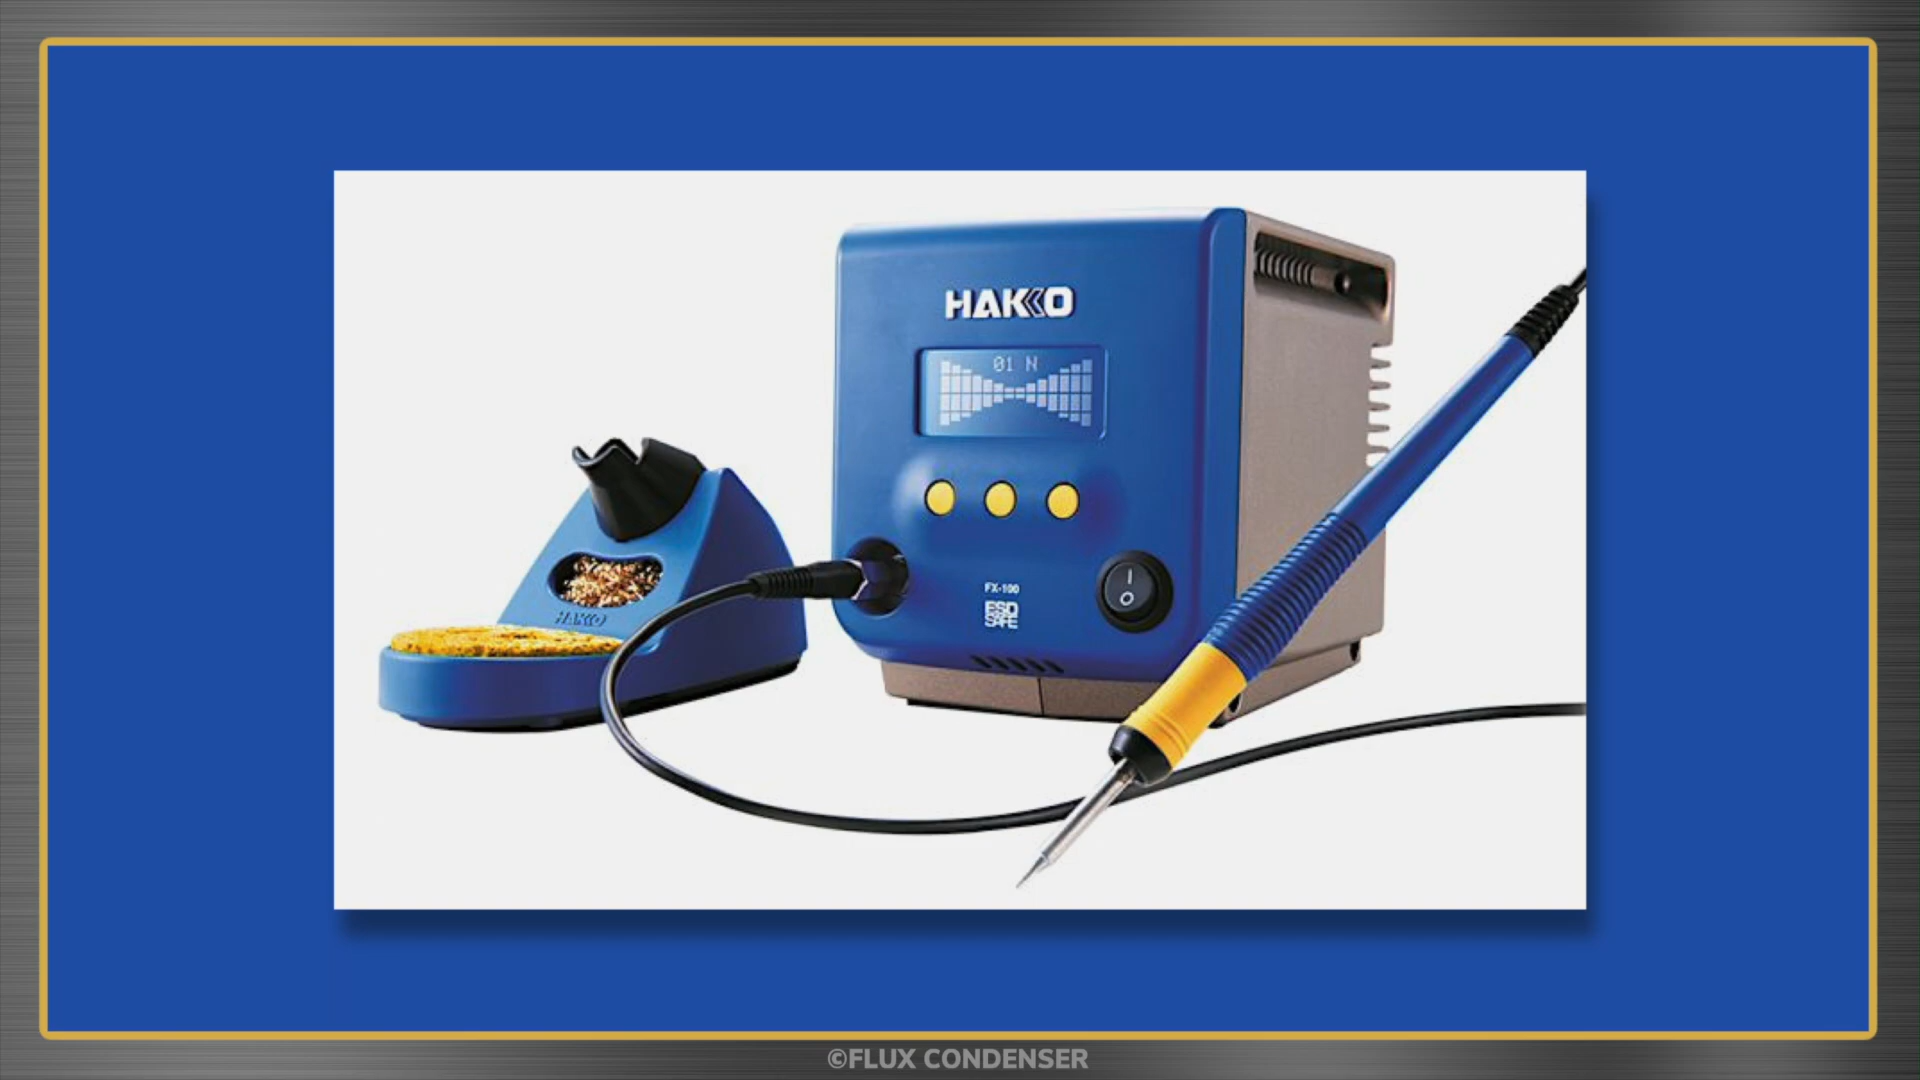 HAKKO
01 N
FX-100
ESD
SAFE
I
O
HAKKO
©FLUX CONDENSER